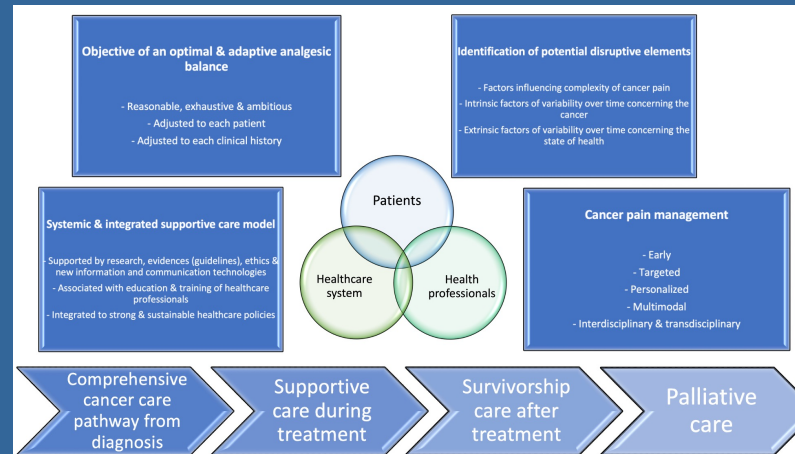 Objective of an optimal & adaptive analgesic
balance
- Reasonable, exhaustive & ambitious
- Adjusted to each patient
- Adjusted to each clinical history
Identification of potential disruptive elements
- Factors influencing complexity of cancer pain
- Intrinsic factors of variability over time concerning the
cancer
- Extrinsic factors of variability over time concerning the
state of health
Systemic & integrated supportive care model
- Supported by research, evidences (guidelines), ethics &
new information and communication technologies
- Associated with education & training of healthcare
professionals
- Integrated to strong & sustainable healthcare policies
Patients
Healthcare
system
Health
professionals
Cancer pain management
- Early
- Targeted
- Personalized
- Multimodal
- Interdisciplinary & transdisciplinary
Comprehensive
cancer care
pathway from
diagnosis
Supportive
care during
treatment
Survivorship
care after
treatment
Palliative
care